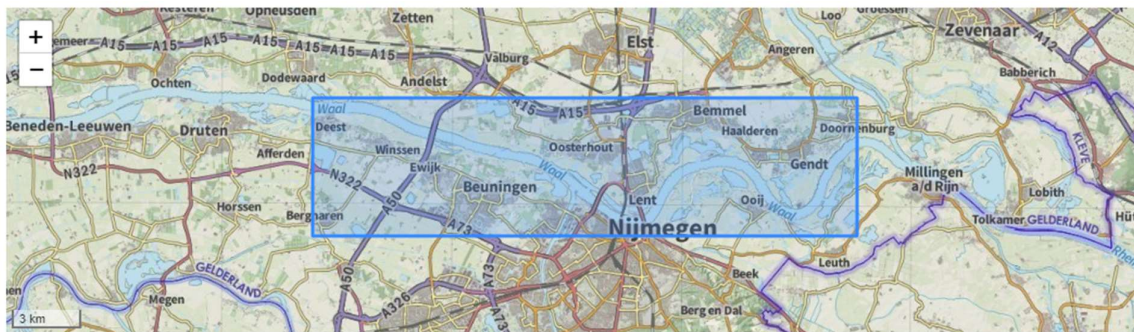 Kesteren
Opheusden
Zetten
Loo
Groessen
Zevenaar
+
−
A15
A15
A15
A15
A15
A15
Elst
Angeren
A12
Valburg
Babberich
Ochten
Dodewaard
Andelst
Waal
A15
A15
Bemmel
Beneden-Leeuwen
Druten
Deest
Haalderen
Doornenburg
KLEVE
Winssen
Oosterhout
Afferden
Ewijk
Waal
Gendt
N322
N322
Beuningen
Millingen
a/d Rijn
Lobith
Horssen
Bergharen
A50
A73
Lent
Ooij
Waal
Tolkamer
GELDERLAND
Nijmegen
GELDERLAND
A50
A73
Beek
Leuth
Megen
A326
Berg en Dal
3 km
A73